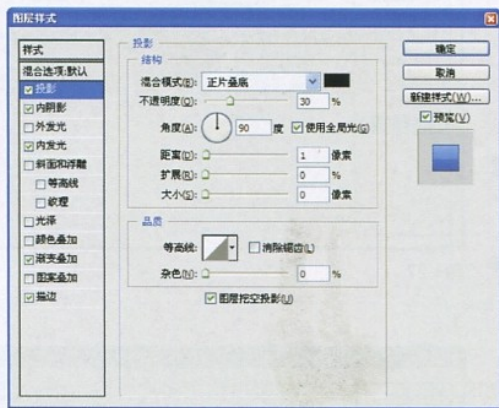 图层样式
样式
混合选项:默认
投影
内阴影
外发光
内发光
斜面和浮雕
等高线
纹理
光泽
颜色叠加
渐变叠加
图案叠加
描边
投影
结构
混合模式(B): 正片叠底
不透明度(O): 30 %
角度(A): 90 度 使用全局光(G)
距离(D): 1 像素
扩展(R): 0 %
大小(S): 0 像素
品质
等高线: 消除锯齿(L)
杂色(N): 0 %
图层挖空投影(U)
确定
取消
新建样式(W)...
预览(V)